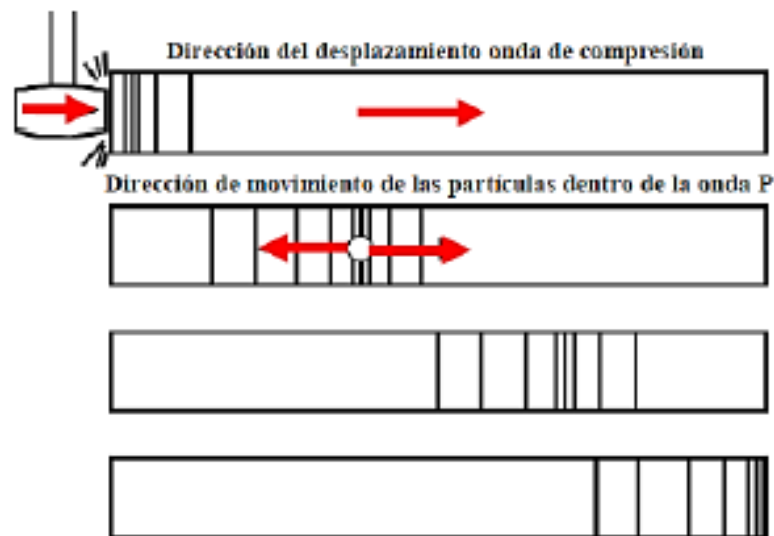 Dirección del desplazamiento onda de compresión
Dirección de movimiento de las partículas dentro de la onda P